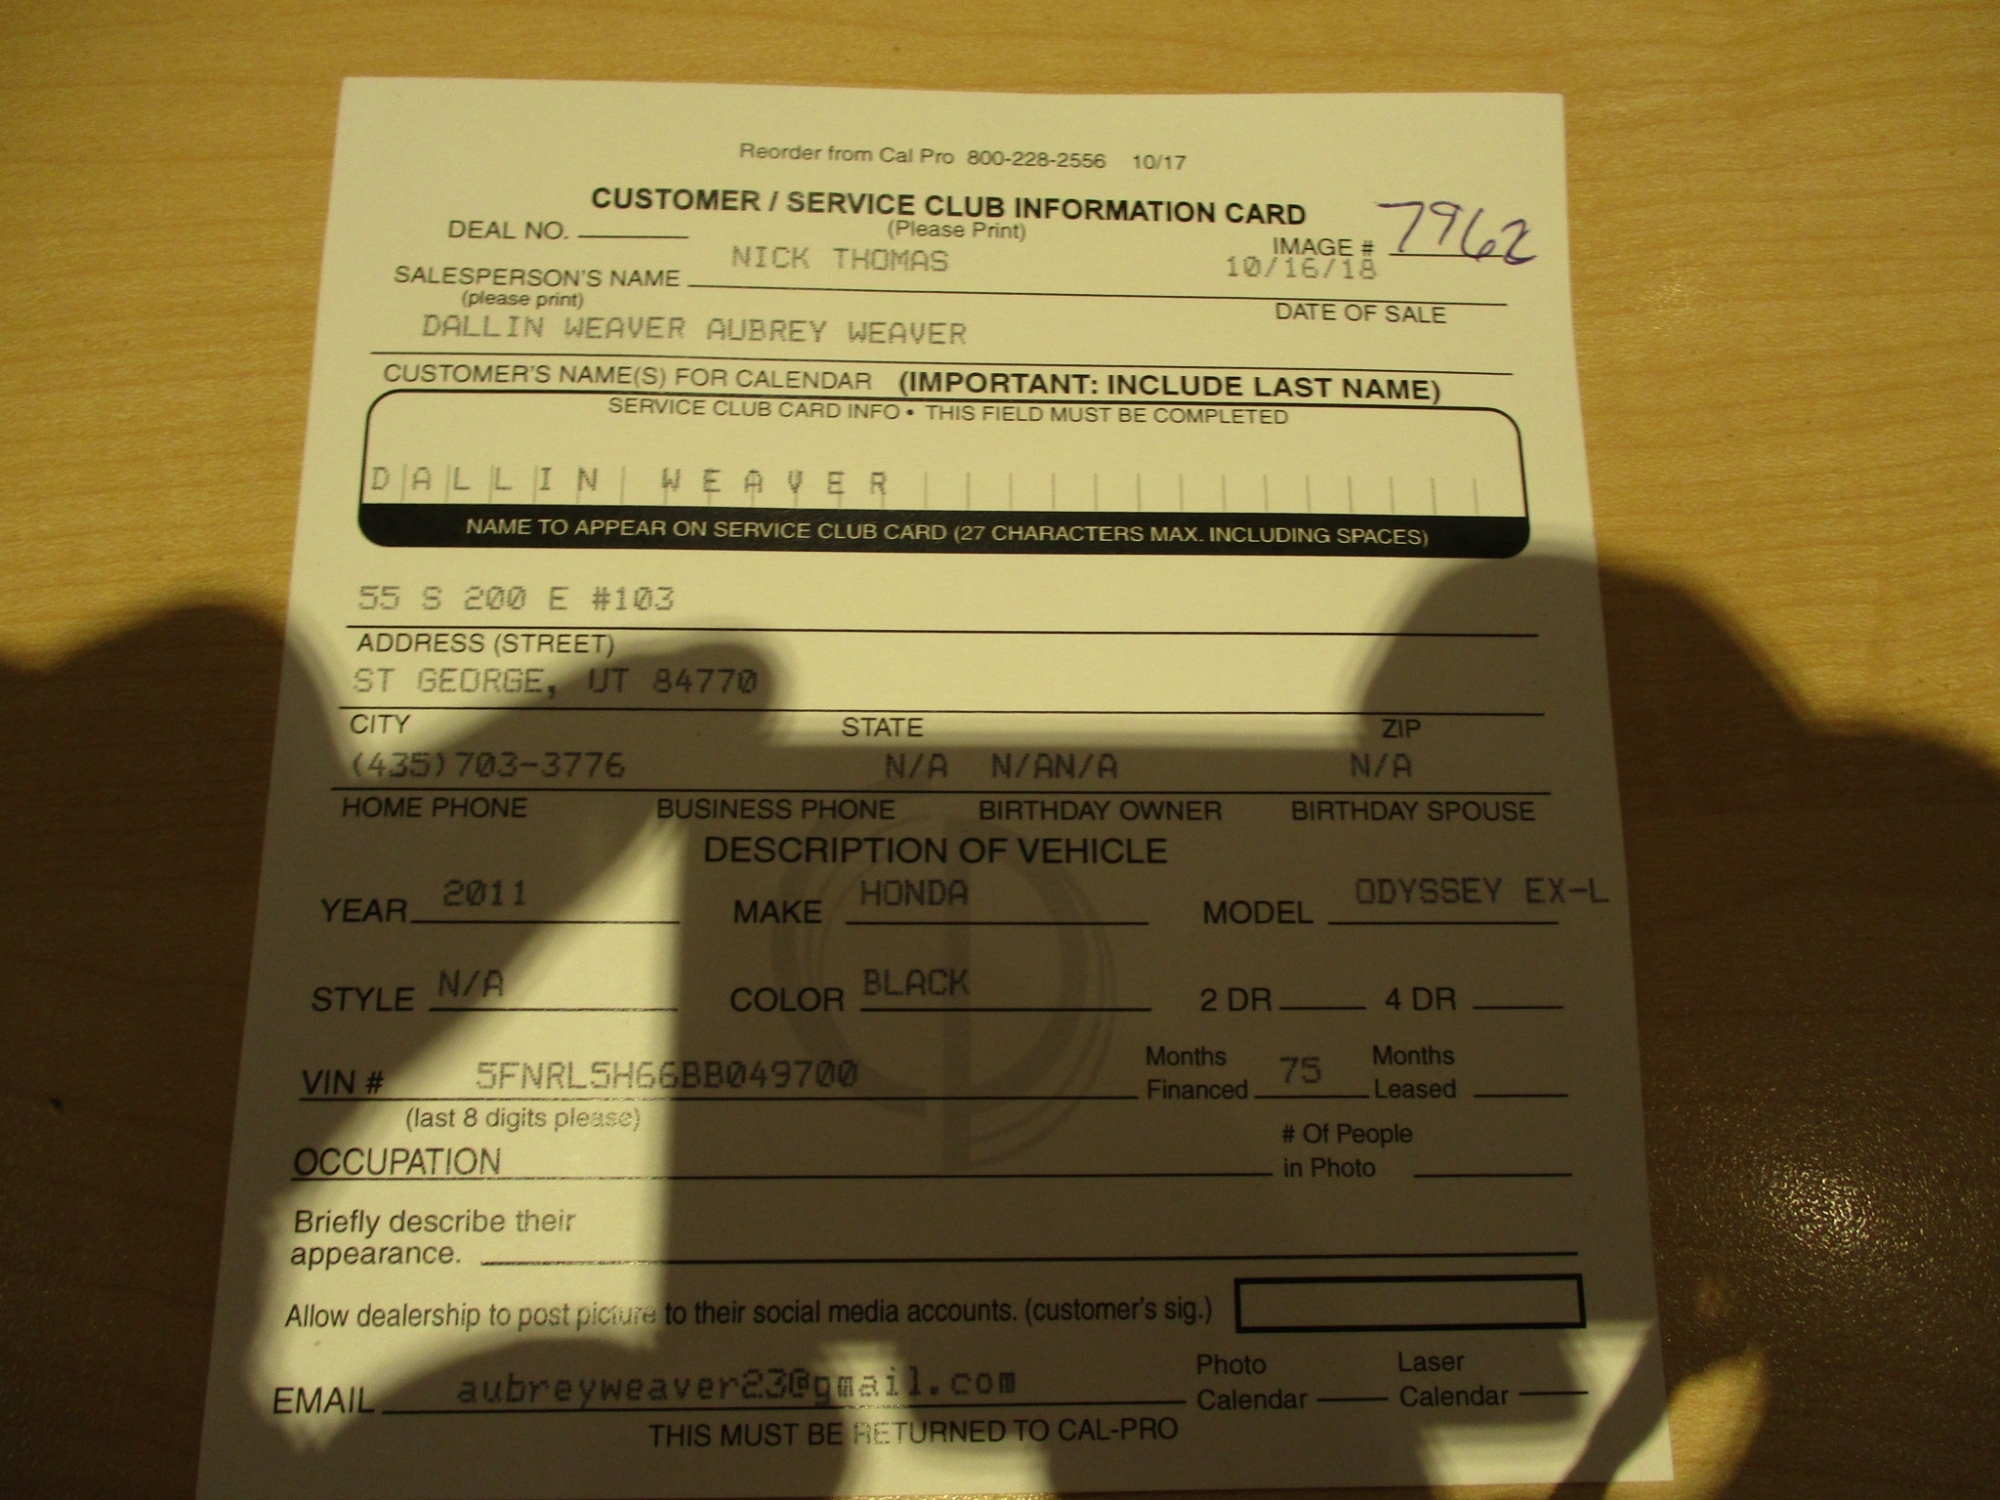 Reorder from Cal Pro 800-228-2556 10/17
CUSTOMER / SERVICE CLUB INFORMATION CARD
DEAL NO. (Please Print) IMAGE # 7962
NICK THOMAS 10/16/18
SALESPERSON'S NAME
(please print) DATE OF SALE
DALLIN WEAVER AUBREY WEAVER
CUSTOMER'S NAME(S) FOR CALENDAR (IMPORTANT: INCLUDE LAST NAME)
SERVICE CLUB CARD INFO • THIS FIELD MUST BE COMPLETED
DALLIN WEAVER
NAME TO APPEAR ON SERVICE CLUB CARD (27 CHARACTERS MAX. INCLUDING SPACES)
55 S 200 E #103
ADDRESS (STREET)
ST GEORGE, UT 84770
CITY STATE ZIP
(435)703-3776 N/A N/AN/A N/A
HOME PHONE BUSINESS PHONE BIRTHDAY OWNER BIRTHDAY SPOUSE
DESCRIPTION OF VEHICLE
YEAR 2011 MAKE HONDA MODEL ODYSSEY EX-L
STYLE N/A COLOR BLACK 2 DR 4 DR
VIN # 5FNRL5H66BB049700 Months Financed 75 Months Leased
(last 8 digits please)
OCCUPATION # Of People in Photo
Briefly describe their
appearance.
Allow dealership to post picture to their social media accounts. (customer's sig.)
EMAIL aubreyweaver23@gmail.com Photo Calendar Laser Calendar
THIS MUST BE RETURNED TO CAL-PRO